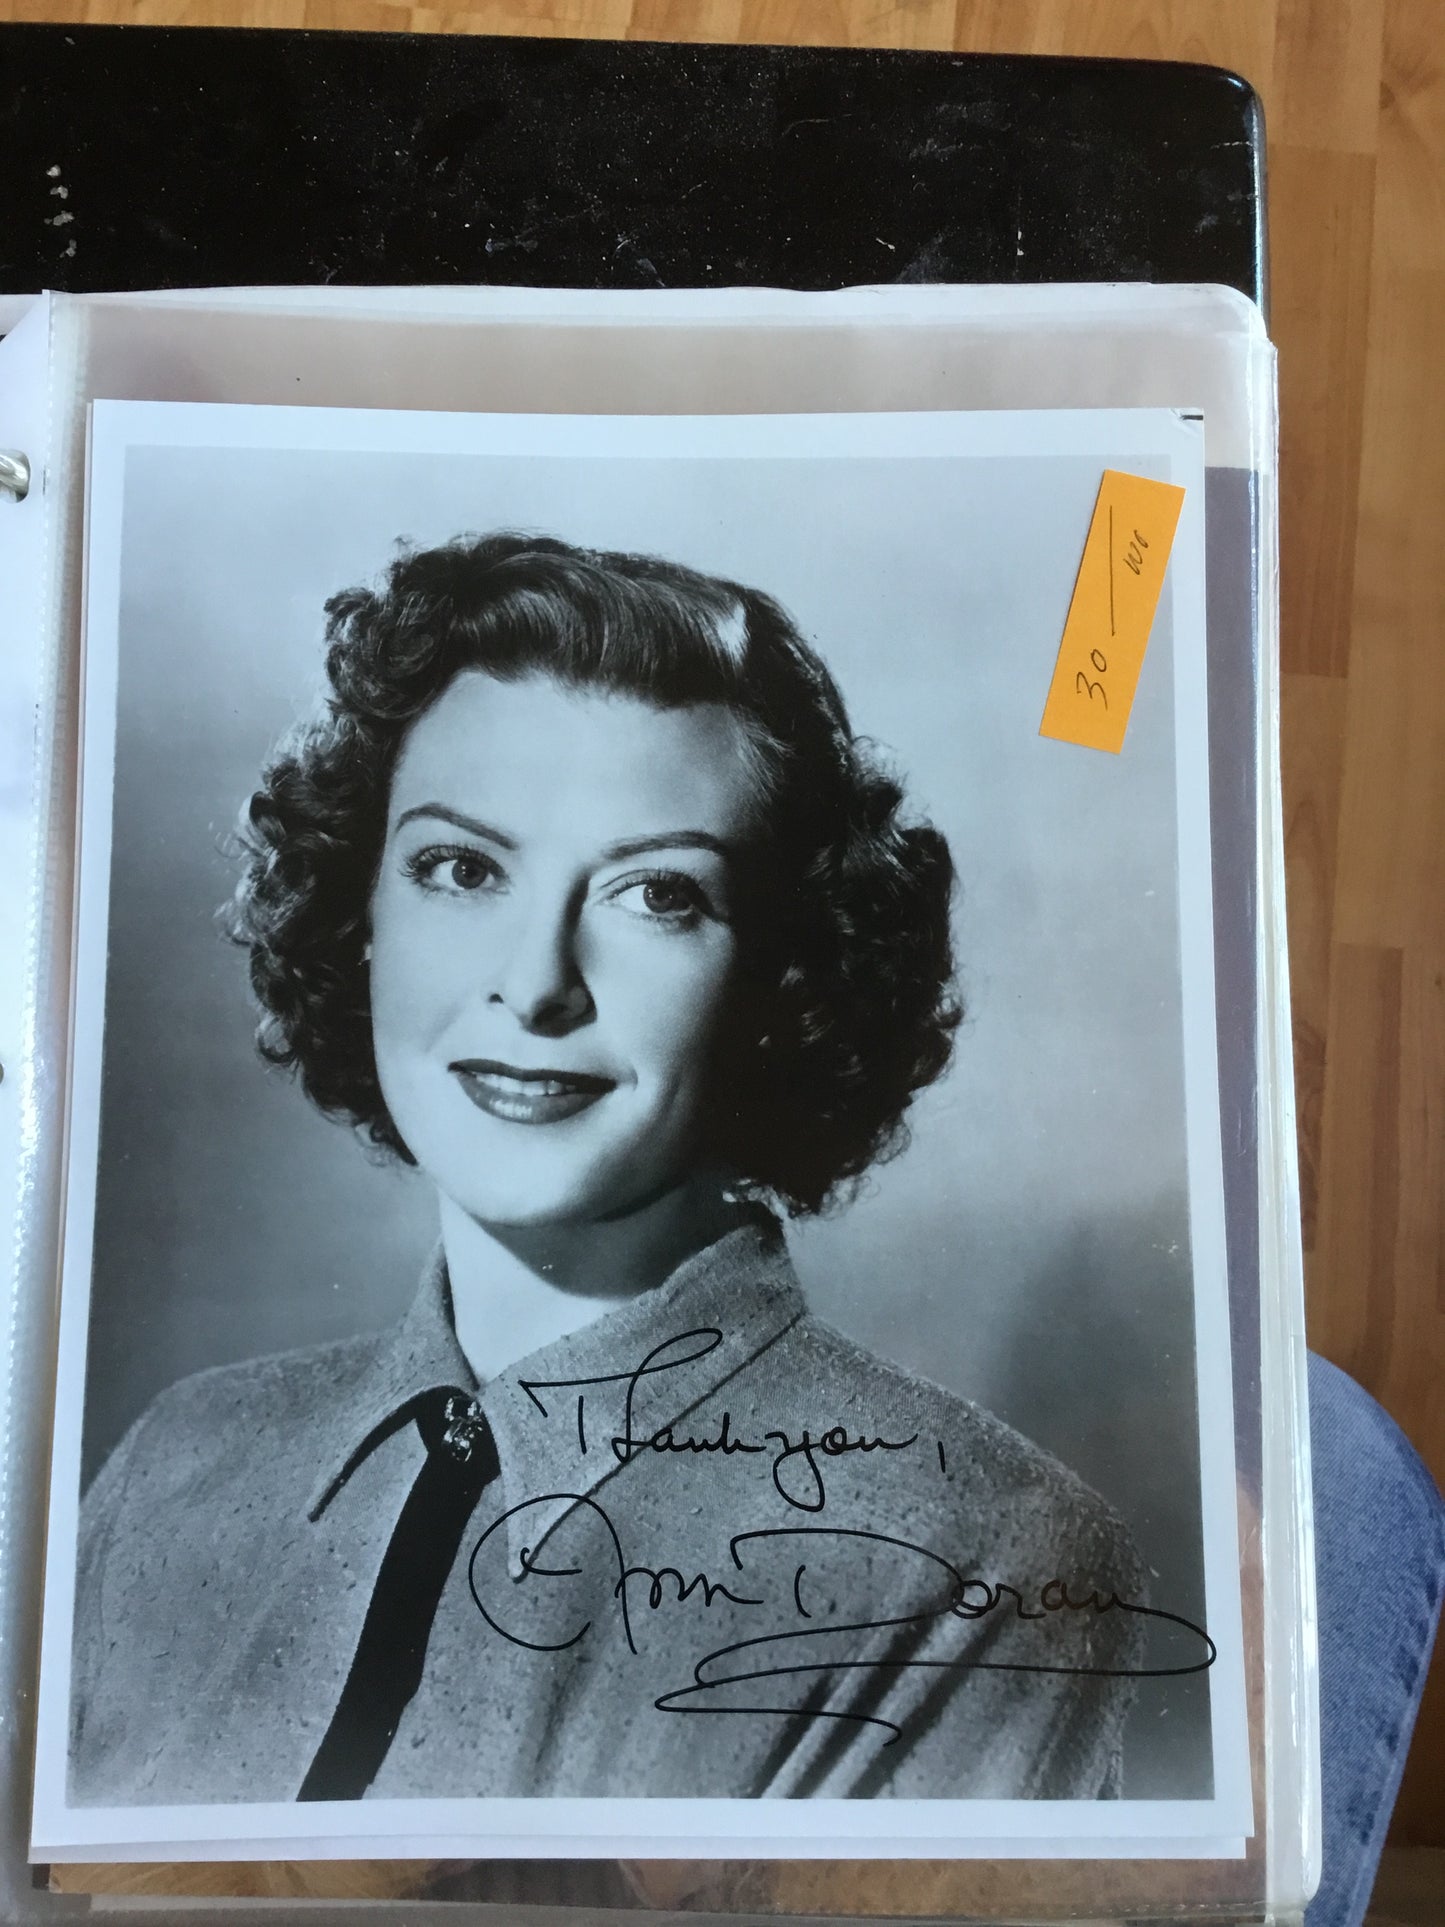 30—
Thank you,
Ann Doran